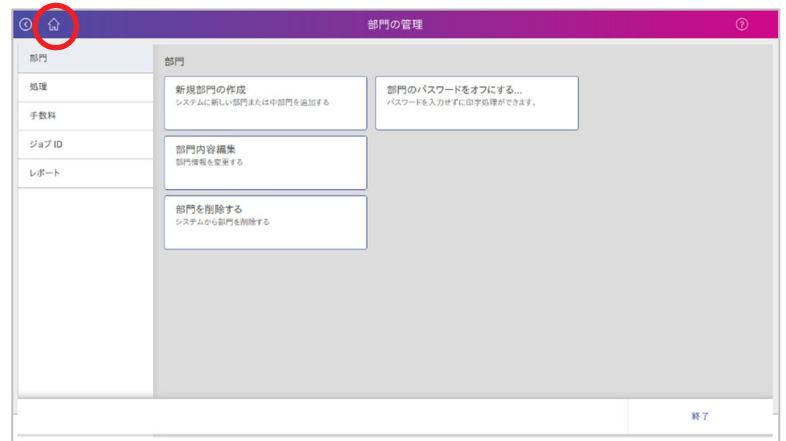 部門の管理
?
部門
処理
手数料
ジョブ ID
レポート
部門
新規部門の作成
システムに新しい部門または中部門を追加する
部門のパスワードをオフにする...
パスワードを入力せずに印字処理ができます。
部門内容編集
部門情報を変更する
部門を削除する
システムから部門を削除する
終了